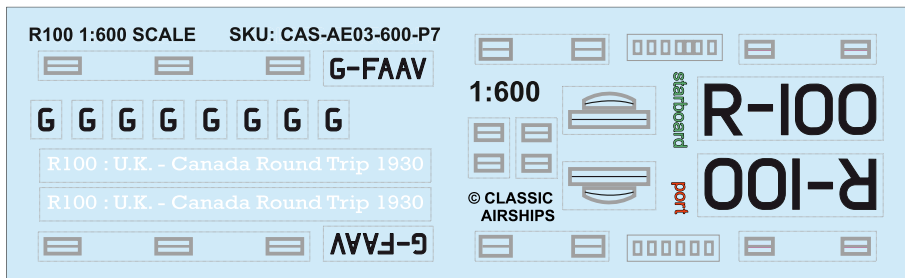 R100 1:600 SCALE SKU: CAS-AE03-600-P7
G-FAAV
G G G G G G G G
R100 : U.K. - Canada Round Trip 1930
R100 : U.K. - Canada Round Trip 1930
G-FAAV
1:600
© CLASSIC
AIRSHIPS
starboard
R-100
port
R-100